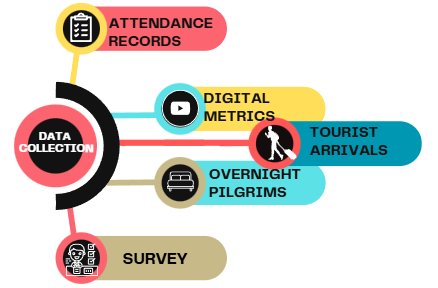 ATTENDANCE
RECORDS
DIGITAL
METRICS
DATA
COLLECTION
TOURIST
ARRIVALS
OVERNIGHT
PILGRIMS
SURVEY